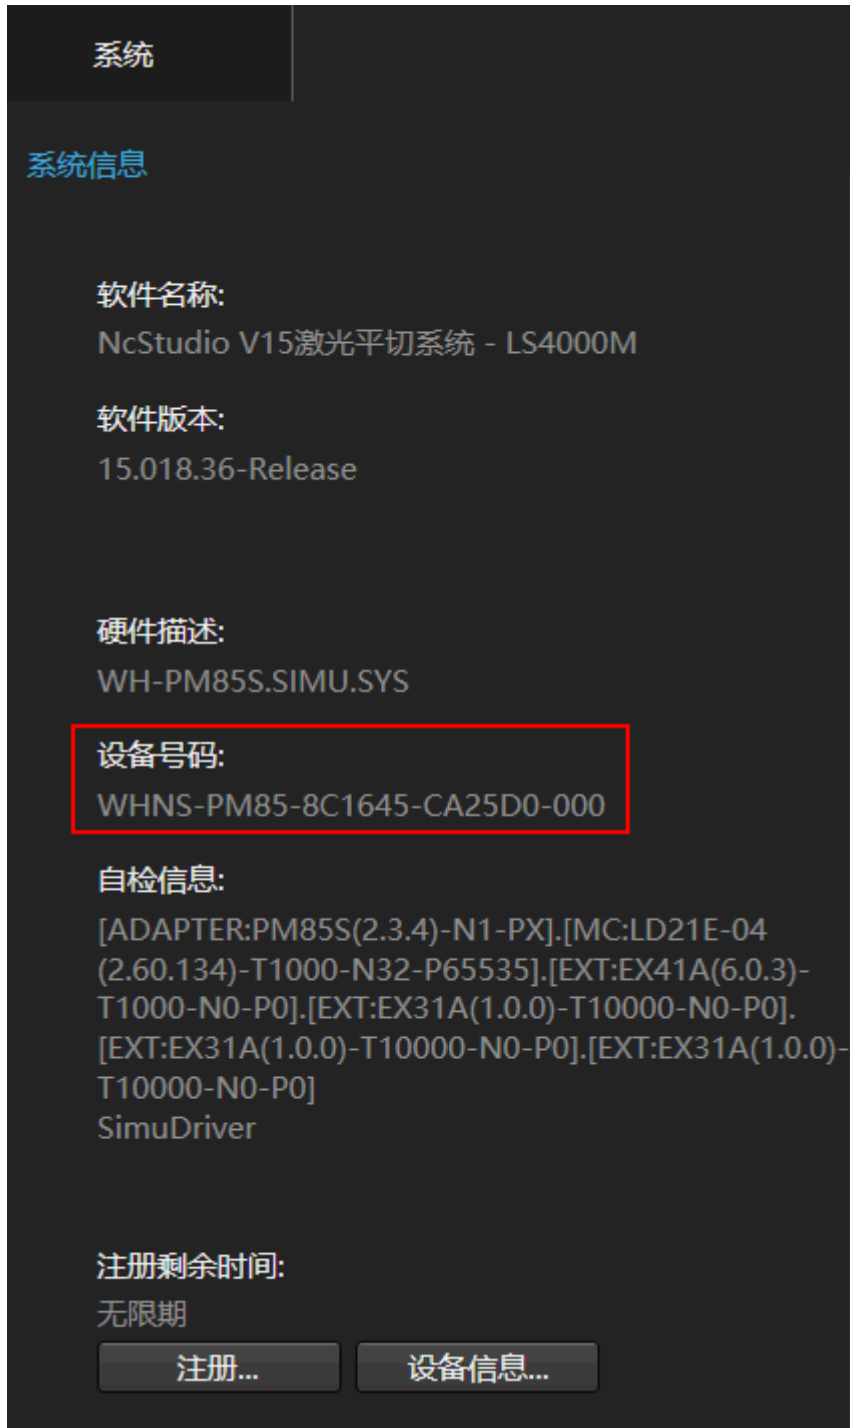 系统
系统信息
软件名称:
NcStudio V15激光平切系统 - LS4000M
软件版本:
15.018.36-Release
硬件描述:
WH-PM85S.SIMU.SYS
设备号码:
WHNS-PM85-8C1645-CA25D0-000
自检信息:
[ADAPTER:PM85S(2.3.4)-N1-PX].[MC:LD21E-04
(2.60.134)-T1000-N32-P65535].[EXT:EX41A(6.0.3)-
T1000-N0-P0].[EXT:EX31A(1.0.0)-T10000-N0-P0].
[EXT:EX31A(1.0.0)-T10000-N0-P0].[EXT:EX31A(1.0.0)-
T10000-N0-P0]
SimuDriver
注册剩余时间:
无限期
注册... 设备信息...